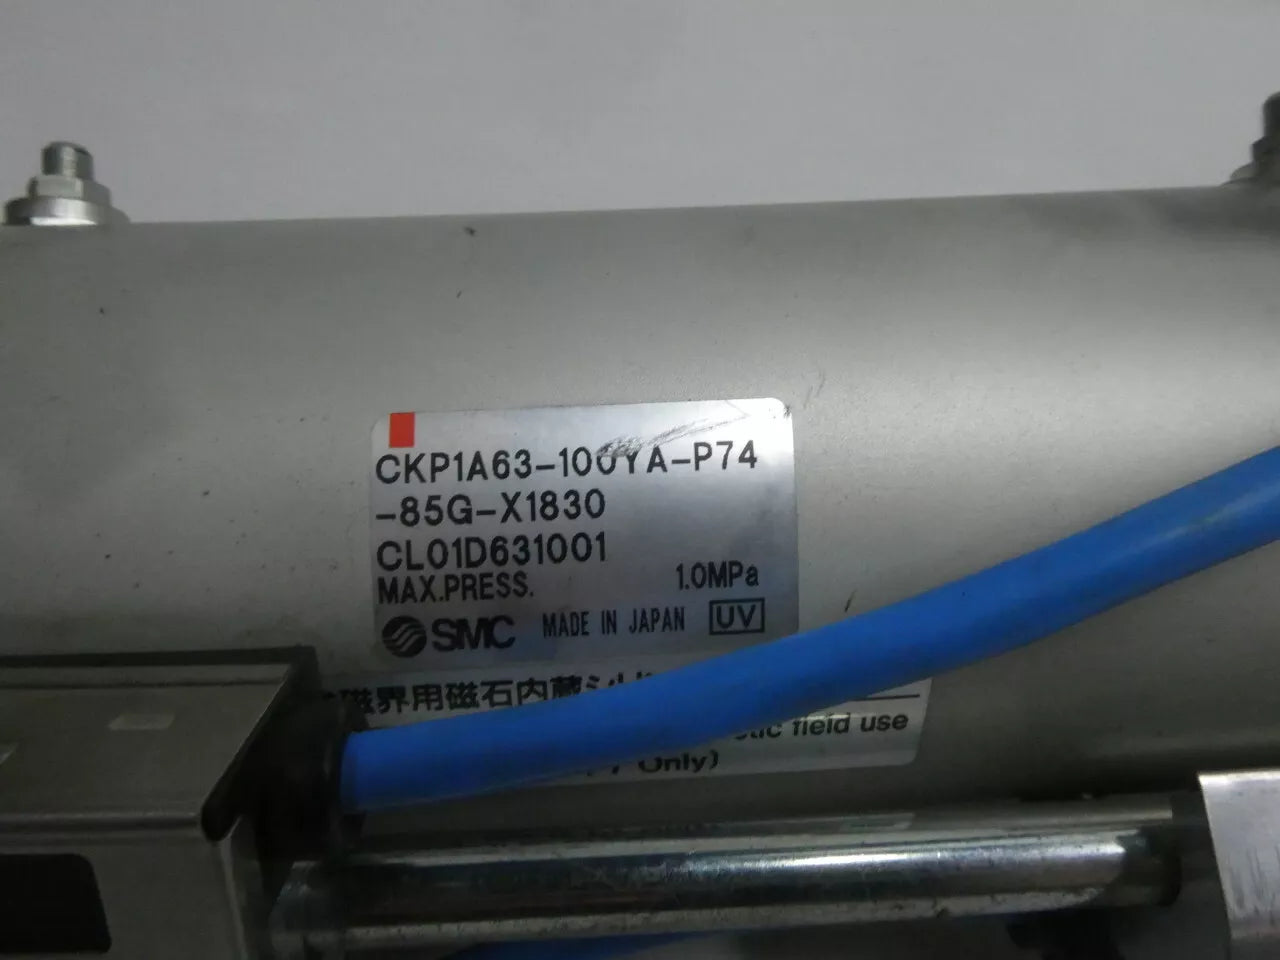 CKP1A63-100YA-P74
-85G-X1830
CL01D631001
MAX.PRESS. 1.0MPa
SMC MADE IN JAPAN UV
磁界用磁石内蔵シリ
field use
Only)